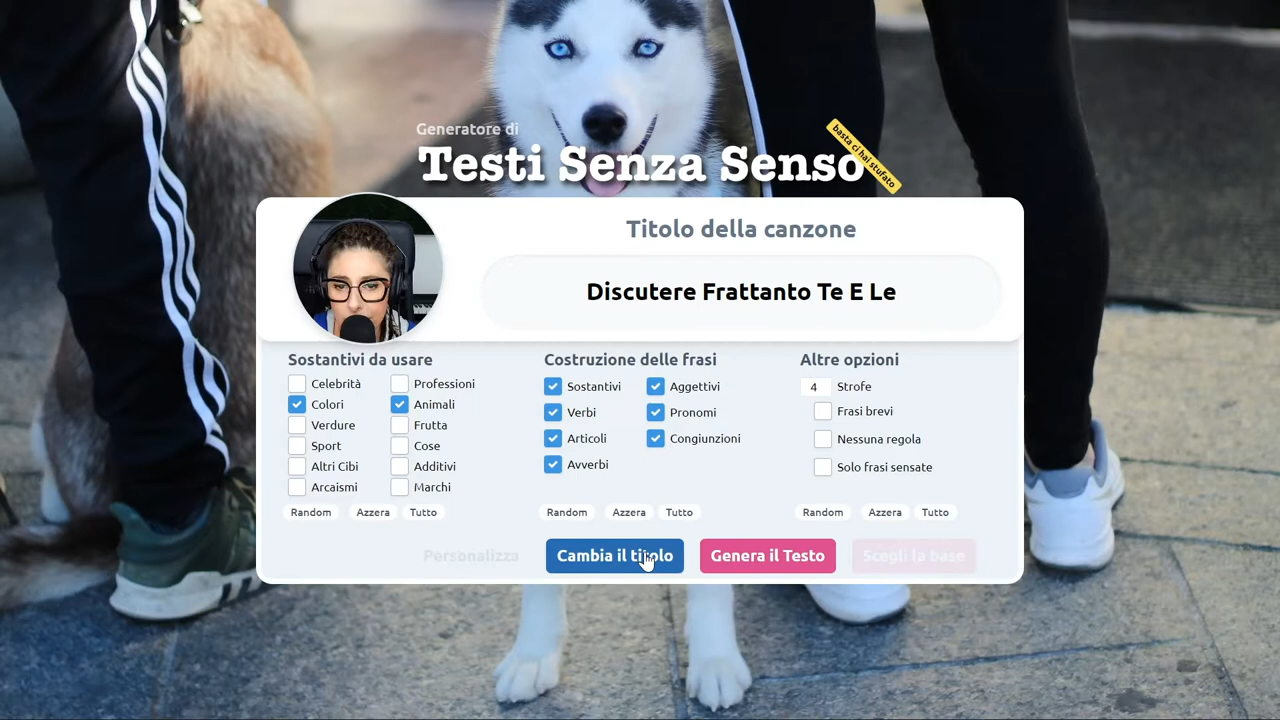 Generatore di
Testi Senza Senso
basta ci hai stufato
Titolo della canzone
Discutere Frattanto Te E Le
Sostantivi da usare
Celebrità
Professioni
Colori
Animali
Verdure
Frutta
Sport
Cose
Altri Cibi
Additivi
Arcaismi
Marchi
Random
Azzera
Tutto
Costruzione delle frasi
Sostantivi
Aggettivi
Verbi
Pronomi
Articoli
Congiunzioni
Avverbi
Random
Azzera
Tutto
Altre opzioni
4 Strofe
Frasi brevi
Nessuna regola
Solo frasi sensate
Random
Azzera
Tutto
Personalizza
Cambia il titolo
Genera il Testo
Scegli la base